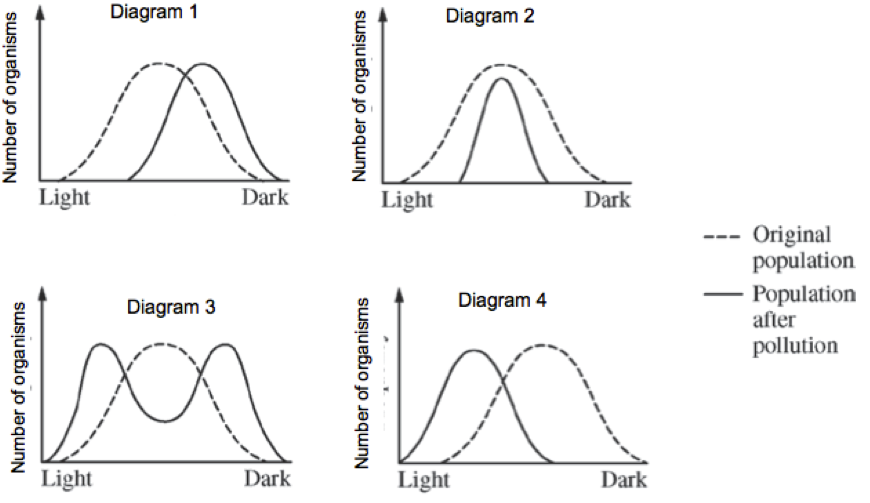 Diagram 1
Number of organisms
Light
Dark
Diagram 2
Number of organisms
Light
Dark
Original
population
Population
after
pollution
Diagram 3
Number of organisms
Light
Dark
Diagram 4
Number of organisms
Light
Dark